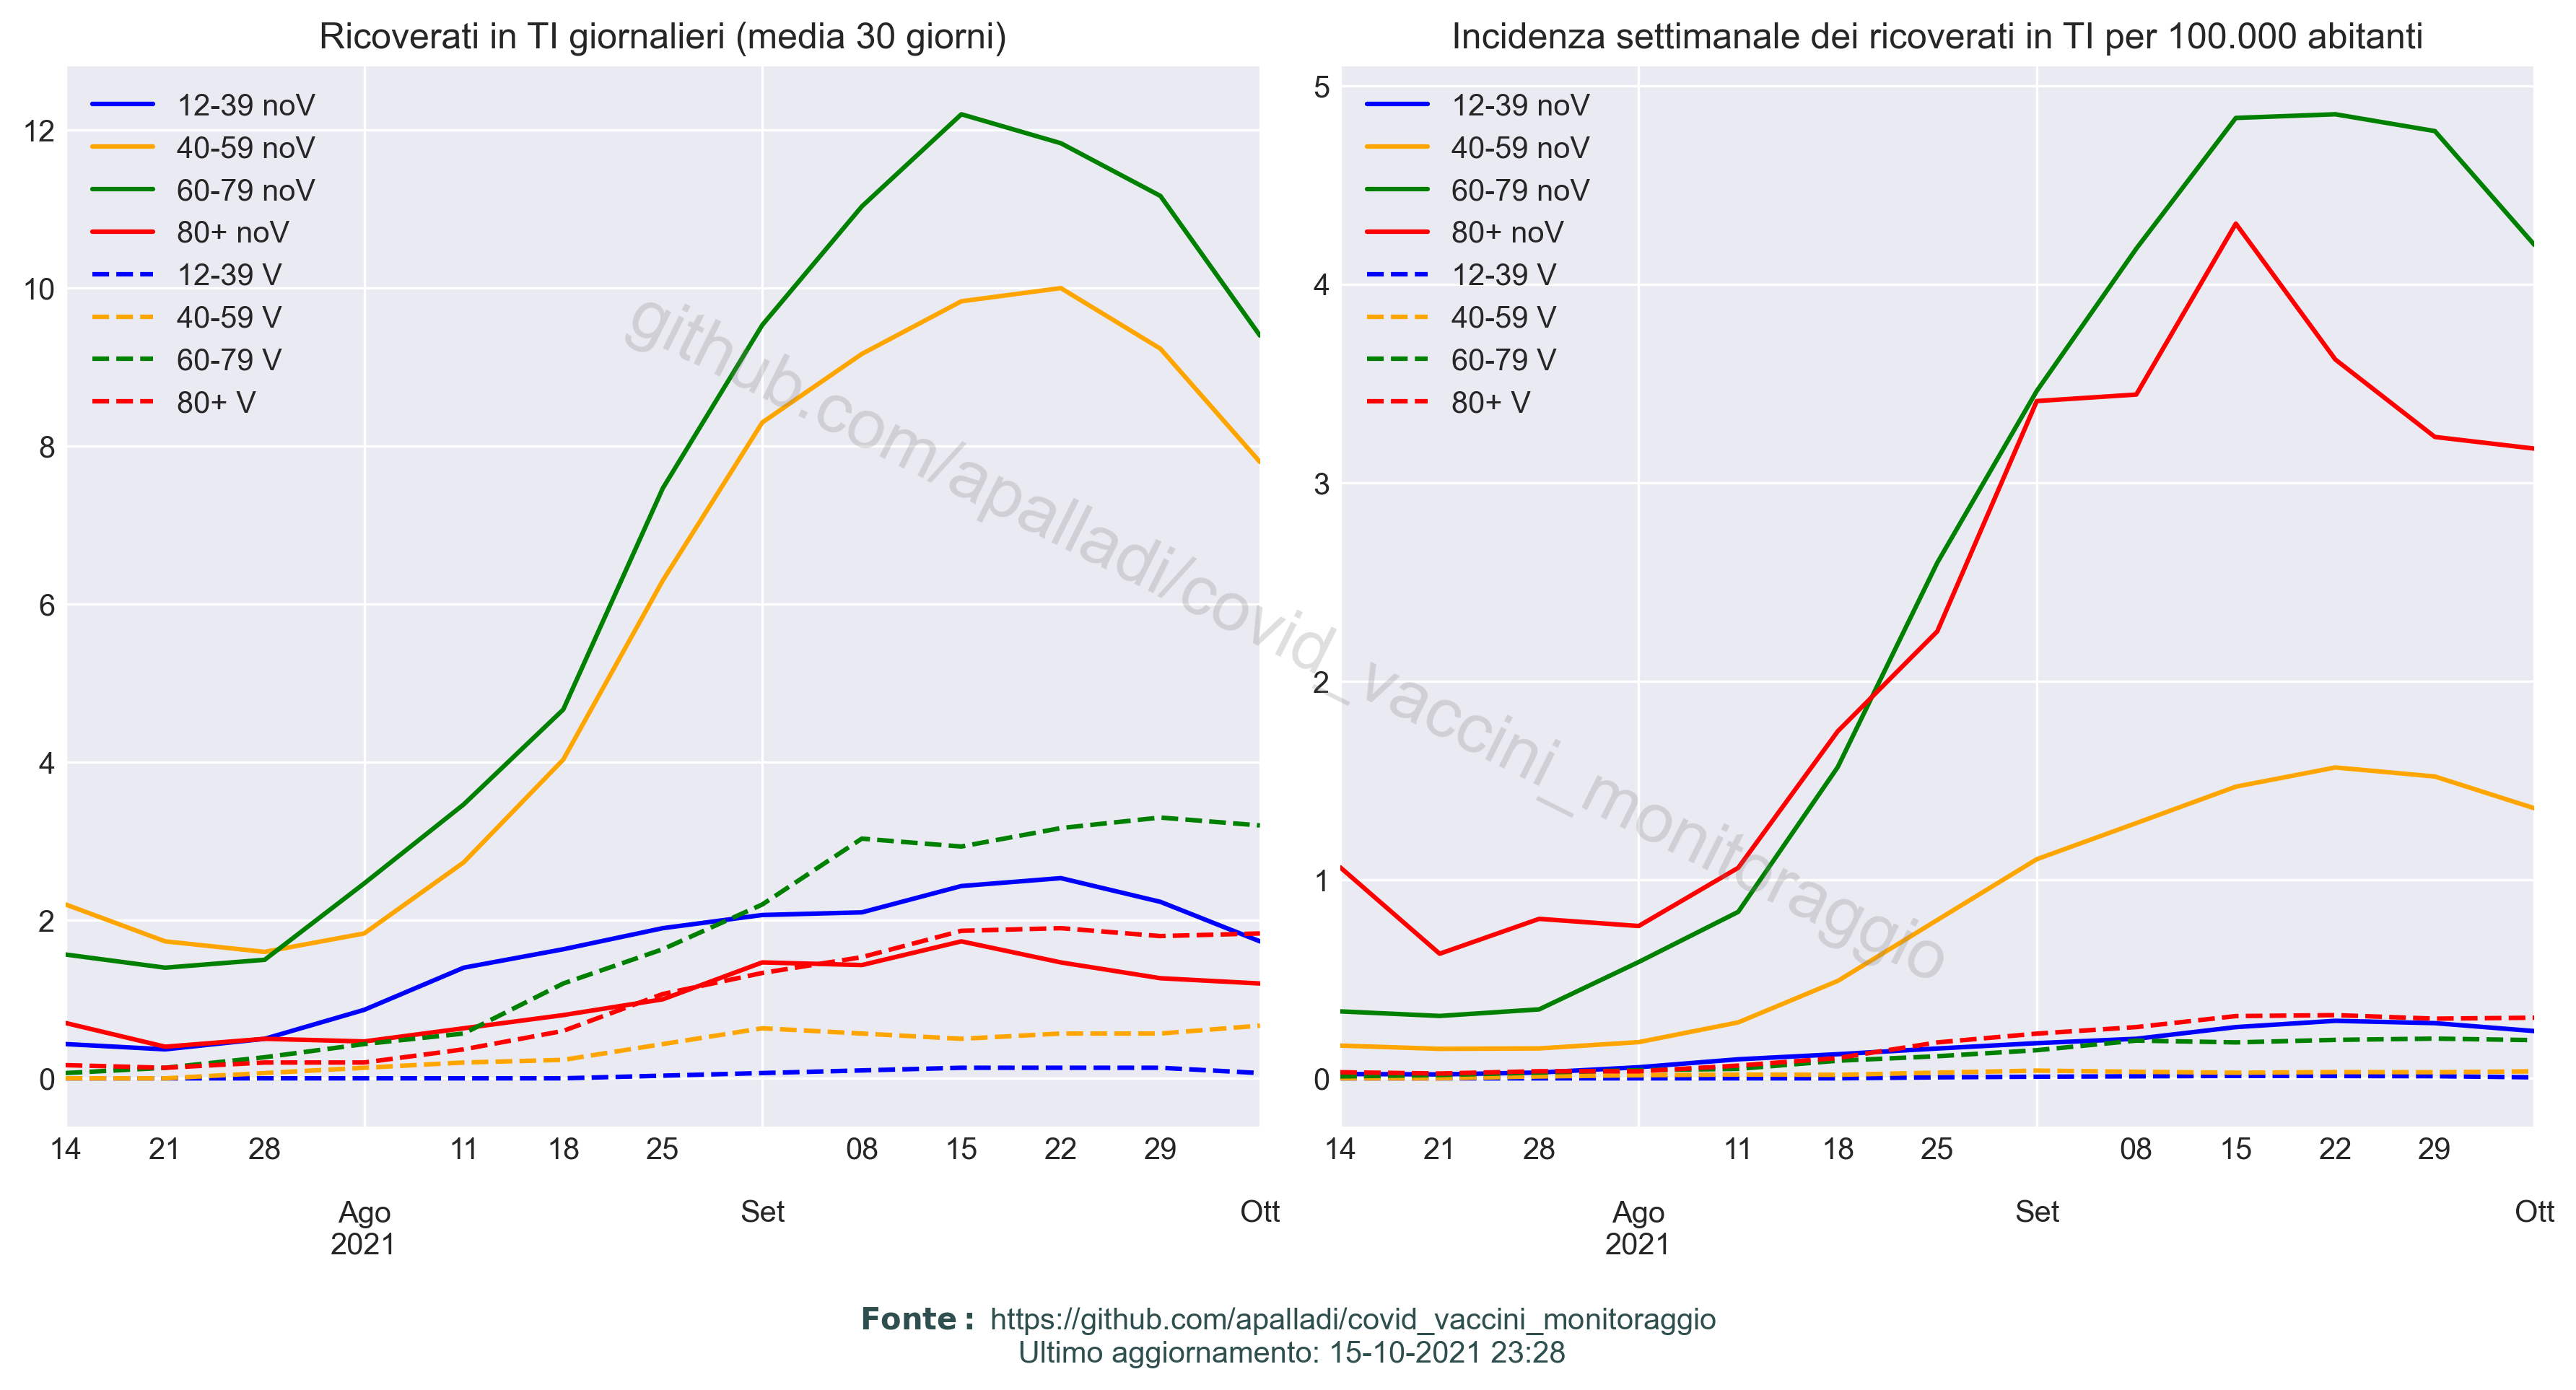 Ricoverati in TI giornalieri (media 30 giorni)
12
10
8
6
4
2
0
12-39 noV
40-59 noV
60-79 noV
80+ noV
12-39 V
40-59 V
60-79 V
80+ V
14 21 28 11 18 25 08 15 22 29
Ago Set Ott
2021
Incidenza settimanale dei ricoverati in TI per 100.000 abitanti
5
4
3
2
1
0
12-39 noV
40-59 noV
60-79 noV
80+ noV
12-39 V
40-59 V
60-79 V
80+ V
14 21 28 11 18 25 08 15 22 29
Ago Set Ott
2021
github.com/apalladi/covid_vaccini_monitoraggio
Fonte: https://github.com/apalladi/covid_vaccini_monitoraggio
Ultimo aggiornamento: 15-10-2021 23:28